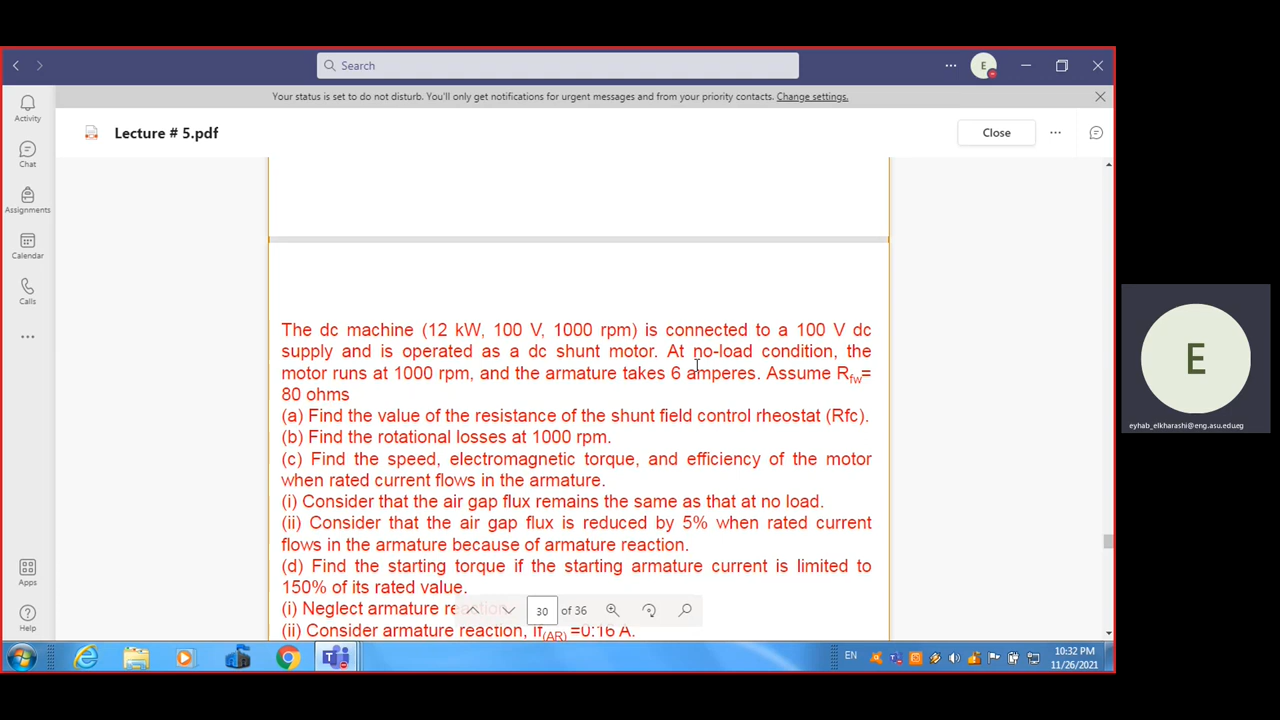 Search
E
Your status is set to do not disturb. You'll only get notifications for urgent messages and from your priority contacts. Change settings.
Activity
Chat
Assignments
Calendar
Calls
Apps
Help
Lecture # 5.pdf
Close
The dc machine (12 kW, 100 V, 1000 rpm) is connected to a 100 V dc
supply and is operated as a dc shunt motor. At no-load condition, the
motor runs at 1000 rpm, and the armature takes 6 amperes. Assume Rfw=
80 ohms
(a) Find the value of the resistance of the shunt field control rheostat (Rfc).
(b) Find the rotational losses at 1000 rpm.
(c) Find the speed, electromagnetic torque, and efficiency of the motor
when rated current flows in the armature.
(i) Consider that the air gap flux remains the same as that at no load.
(ii) Consider that the air gap flux is reduced by 5% when rated current
flows in the armature because of armature reaction.
(d) Find the starting torque if the starting armature current is limited to
150% of its rated value.
(i) Neglect armature reaction
30 of 36
(ii) Consider armature reaction, If(AR) =0:16 A.
E
eyhab_elkharashi@eng.asu.edu.eg
EN
10:32 PM
11/26/2021